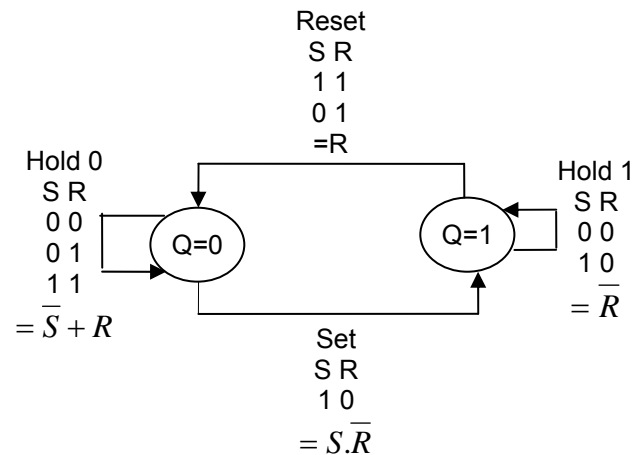 Reset
S R
1 1
0 1
=R
Hold 0
S R
0 0
0 1
1 1
= S̅ + R
Q=0
Q=1
Hold 1
S R
0 0
1 0
= R̅
Set
S R
1 0
= S.R̅